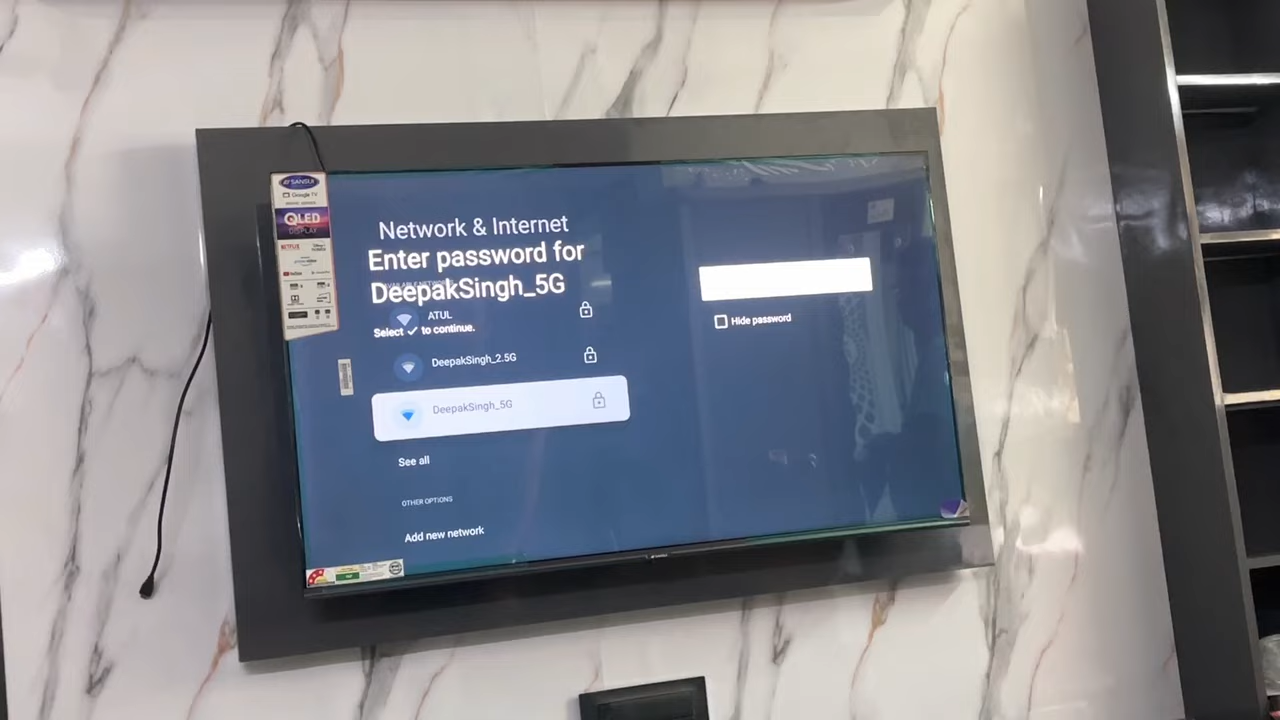 SANSUI
Google TV
QLED
DISPLAY
NETFLIX
Network & Internet
Enter password for
DeepakSingh_5G
ATUL
Select ✓ to continue.
Hide password
DeepakSingh_2.5G
DeepakSingh_5G
See all
OTHER OPTIONS
Add new network